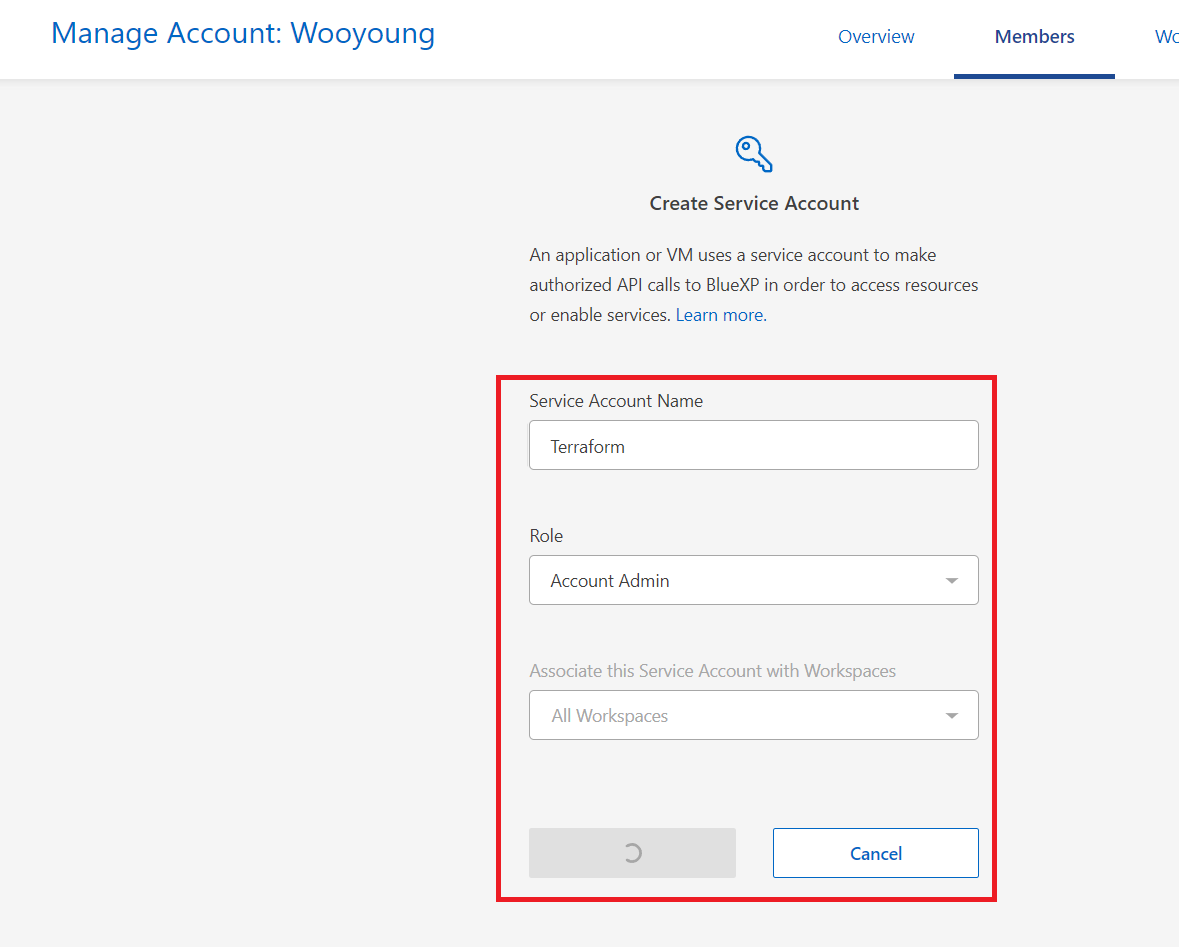 Manage Account: Wooyoung
Overview
Members
Wo
Create Service Account
An application or VM uses a service account to make
authorized API calls to BlueXP in order to access resources
or enable services. Learn more.
Service Account Name
Terraform
Role
Account Admin
Associate this Service Account with Workspaces
All Workspaces
Cancel